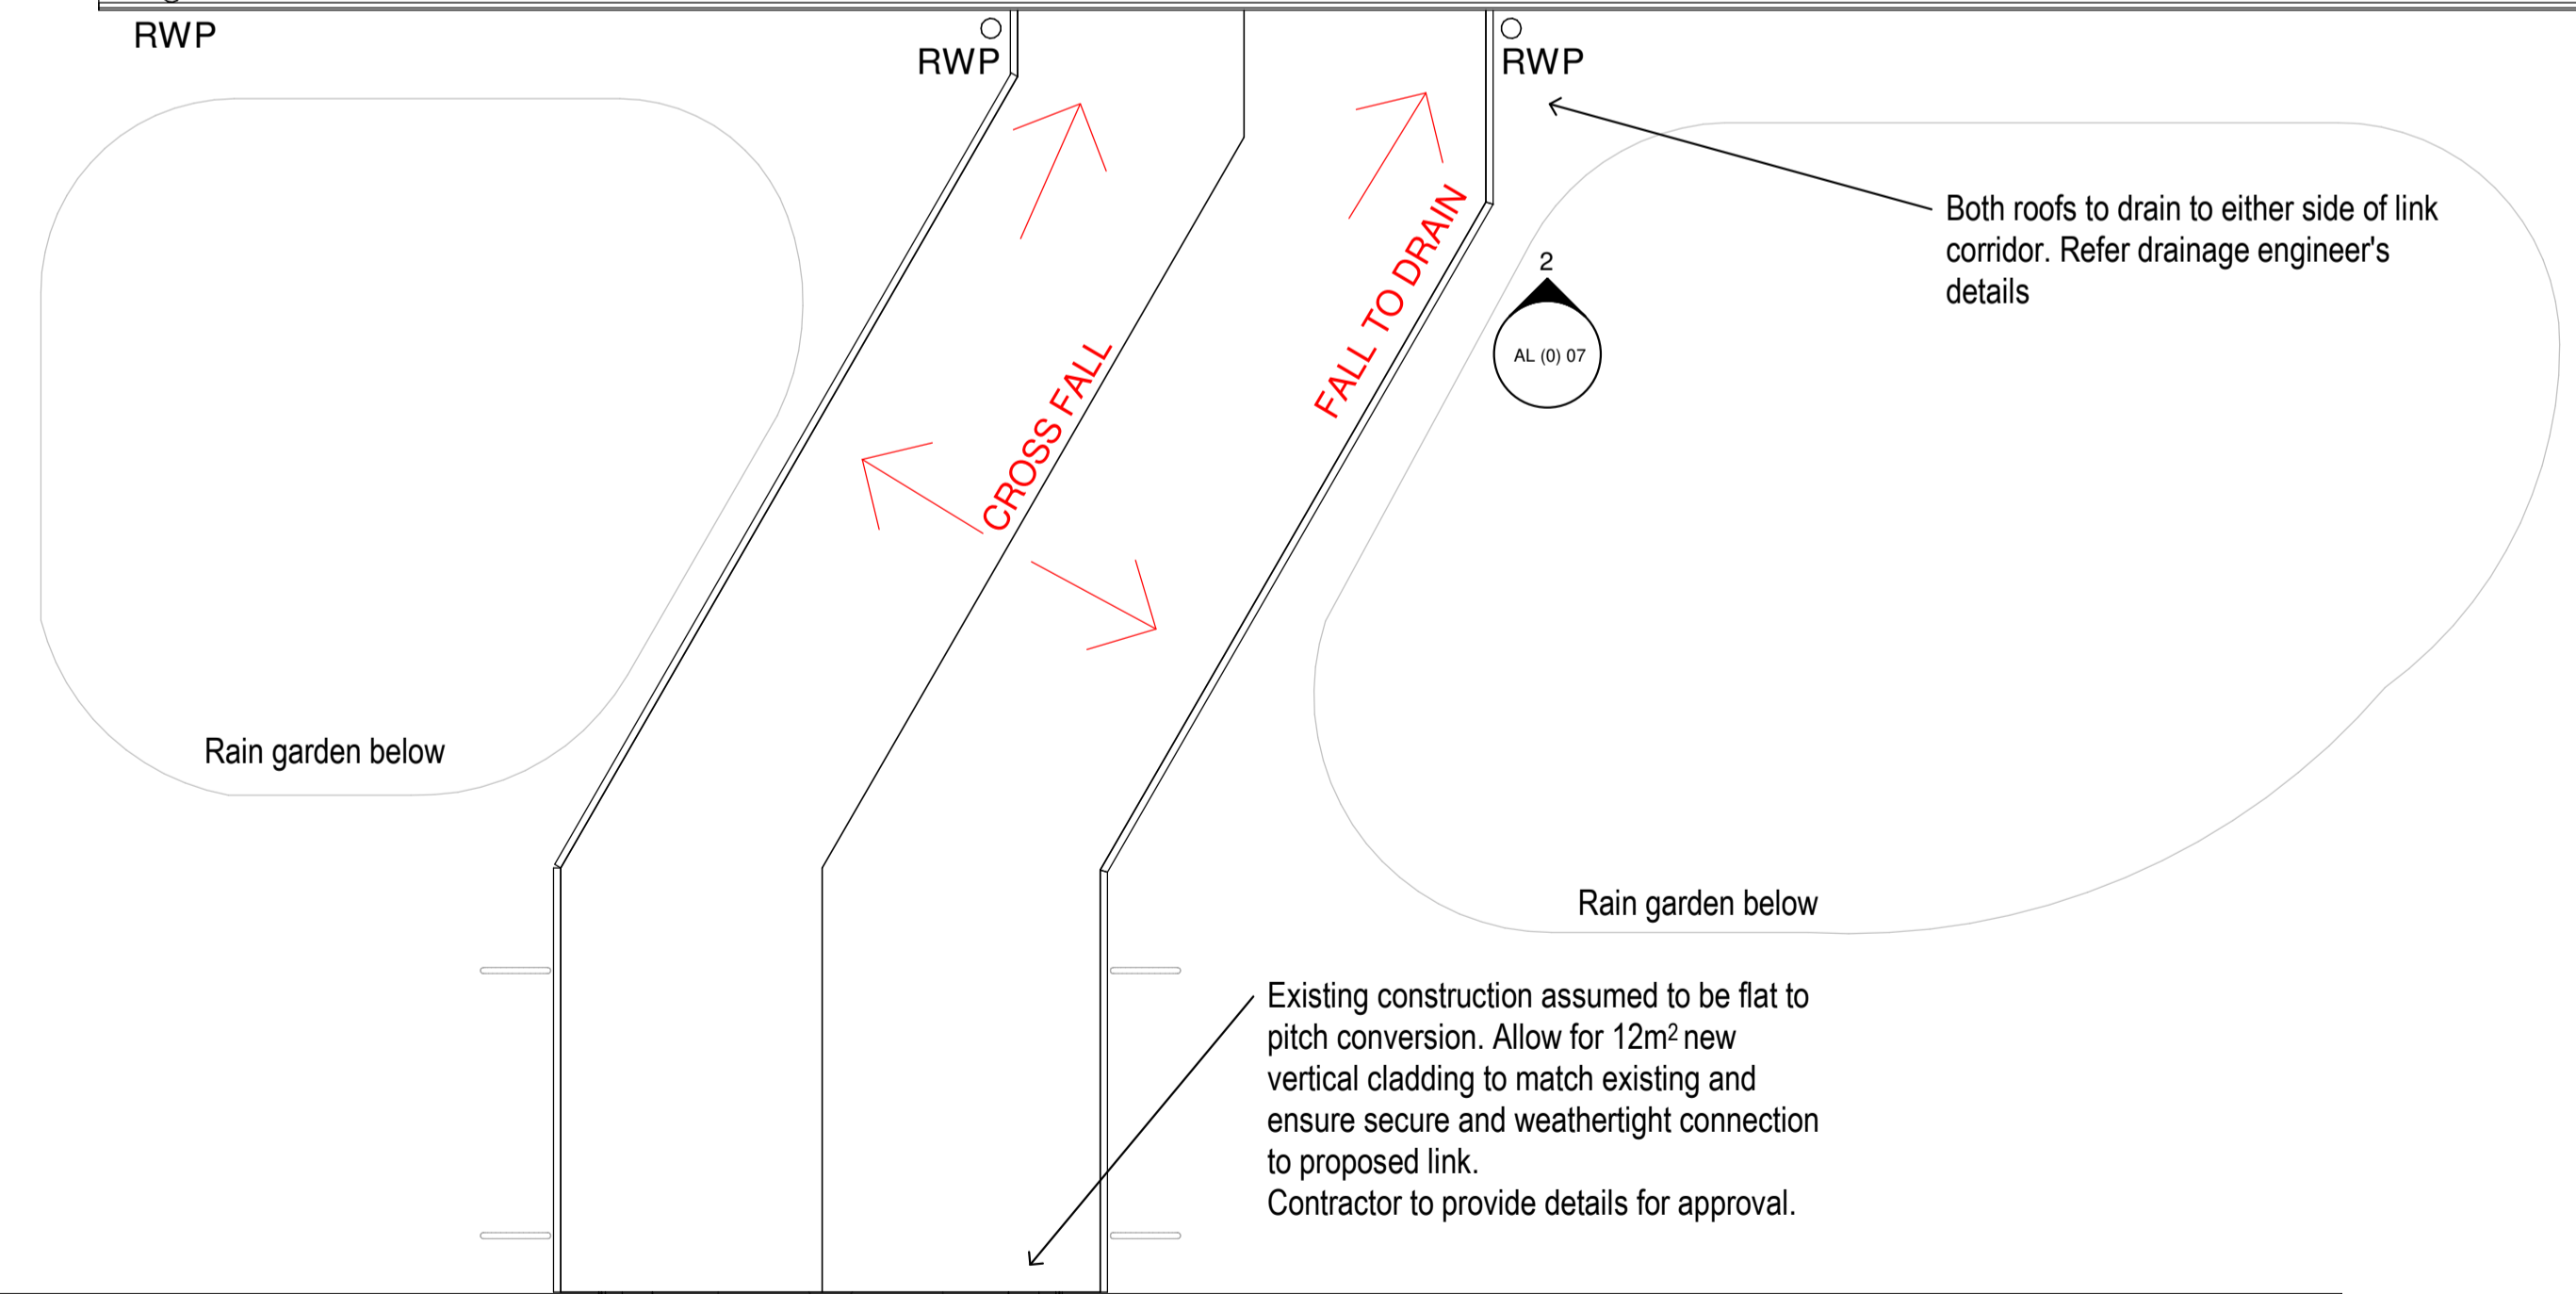 RWP
RWP
RWP
Both roofs to drain to either side of link
corridor. Refer drainage engineer's
details
2
AL (0) 07
FALL TO DRAIN
CROSS FALL
Rain garden below
Rain garden below
Existing construction assumed to be flat to
pitch conversion. Allow for 12m² new
vertical cladding to match existing and
ensure secure and weathertight connection
to proposed link.
Contractor to provide details for approval.